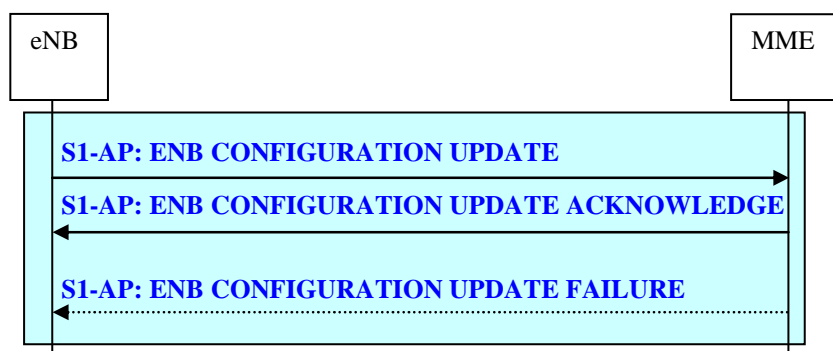 eNB
MME
S1-AP: ENB CONFIGURATION UPDATE
S1-AP: ENB CONFIGURATION UPDATE ACKNOWLEDGE
S1-AP: ENB CONFIGURATION UPDATE FAILURE